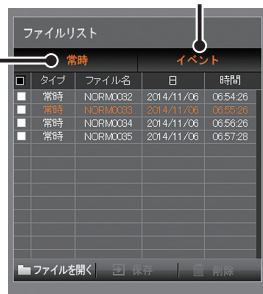 ファイルリスト
常時 イベント
タイプ ファイル名 日 時間
常時 NORM0032 2014/11/06 06:54:26
常時 NORM0033 2014/11/06 06:55:26
常時 NORM0034 2014/11/06 06:56:26
常時 NORM0035 2014/11/06 06:57:28
ファイルを開く 保存 削除